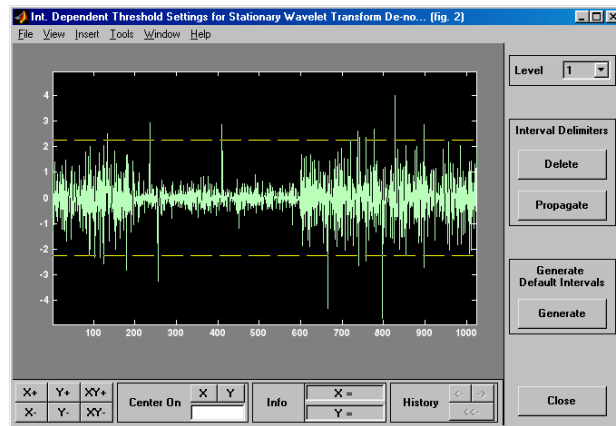 Int. Dependent Threshold Settings for Stationary Wavelet Transform De-no... (fig. 2)
File View Insert Tools Window Help
Level 1
4
3
2
1
0
-1
-2
-3
-4
100 200 300 400 500 600 700 800 900 1000
Interval Delimiters
Delete
Propagate
Generate
Default Intervals
Generate
Close
X+ Y+ XY+
X- Y- XY-
Center On X Y
Info X =
Y =
History <- ->
<<-